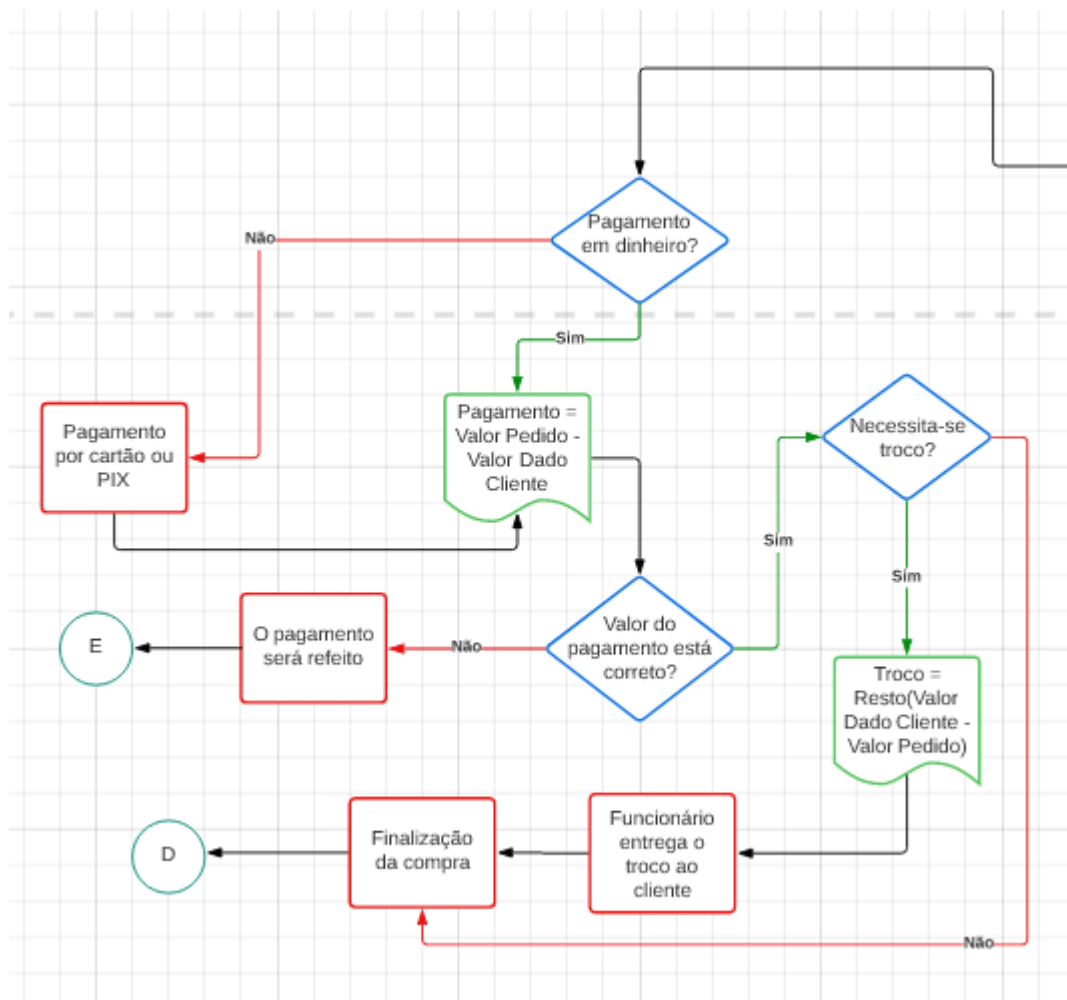 Pagamento
em dinheiro?
Não
Sim
Pagamento
por cartão ou
PIX
Pagamento =
Valor Pedido -
Valor Dado
Cliente
Necessita-se
troco?
Sim
Sim
E
O pagamento
será refeito
Não
Valor do
pagamento está
correto?
Troco =
Resto(Valor
Dado Cliente -
Valor Pedido)
D
Finalização
da compra
Funcionário
entrega o
troco ao
cliente
Não